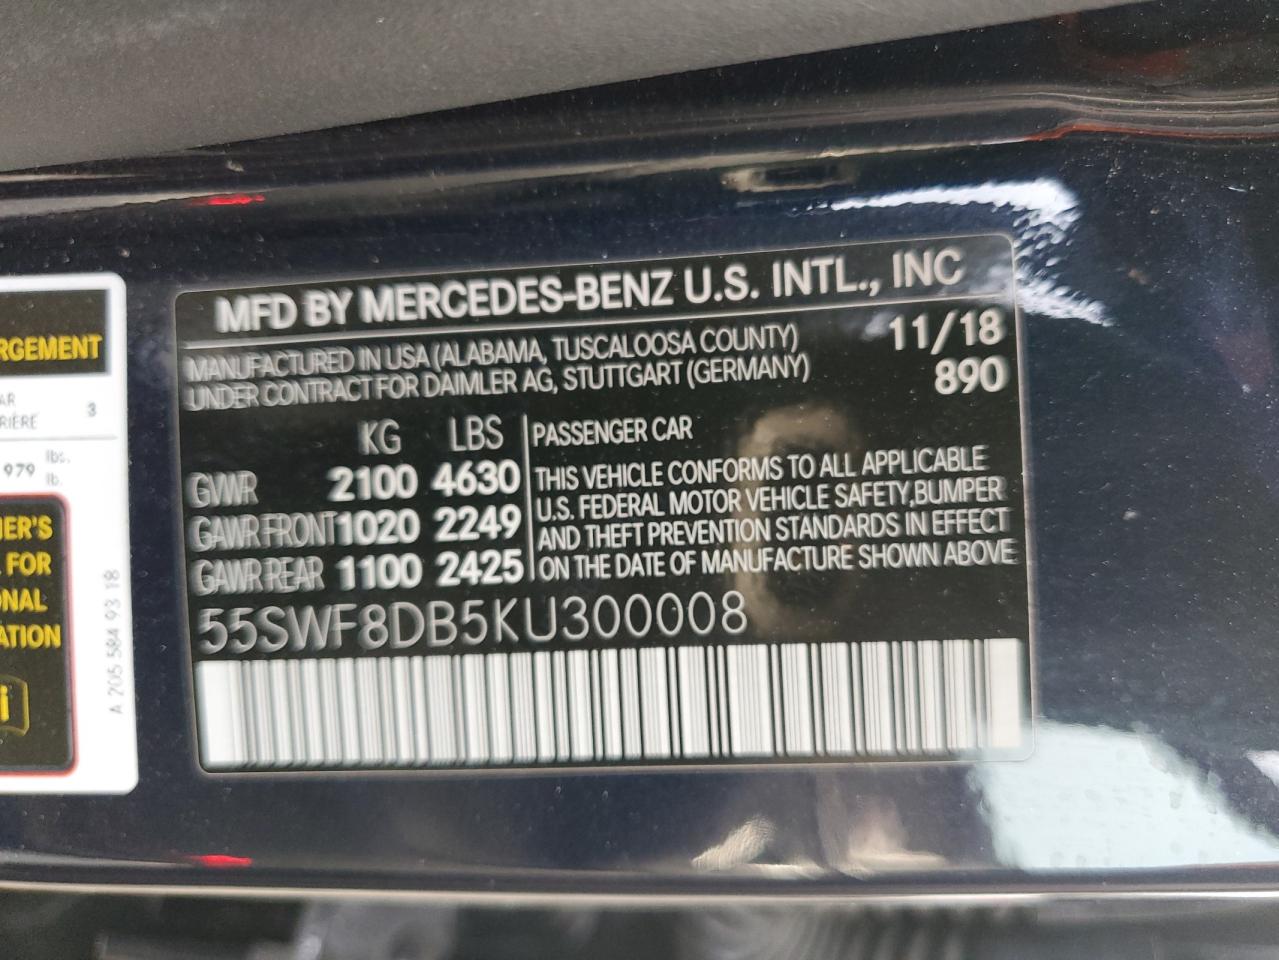 MFD BY MERCEDES-BENZ U.S. INTL., INC
MANUFACTURED IN USA (ALABAMA, TUSCALOOSA COUNTY) 11/18
UNDER CONTRACT FOR DAIMLER AG, STUTTGART (GERMANY) 890
KG LBS
GVWR 2100 4630
GAWR FRONT 1020 2249
GAWR REAR 1100 2425
PASSENGER CAR
THIS VEHICLE CONFORMS TO ALL APPLICABLE
U.S. FEDERAL MOTOR VEHICLE SAFETY, BUMPER
AND THEFT PREVENTION STANDARDS IN EFFECT
ON THE DATE OF MANUFACTURE SHOWN ABOVE
55SWF8DB5KU300008
RGEMENT
AR
RIÈRE 3
979 lbs.
lb.
ER'S
FOR
ONAL
ATION
i
A 205 584 93 18